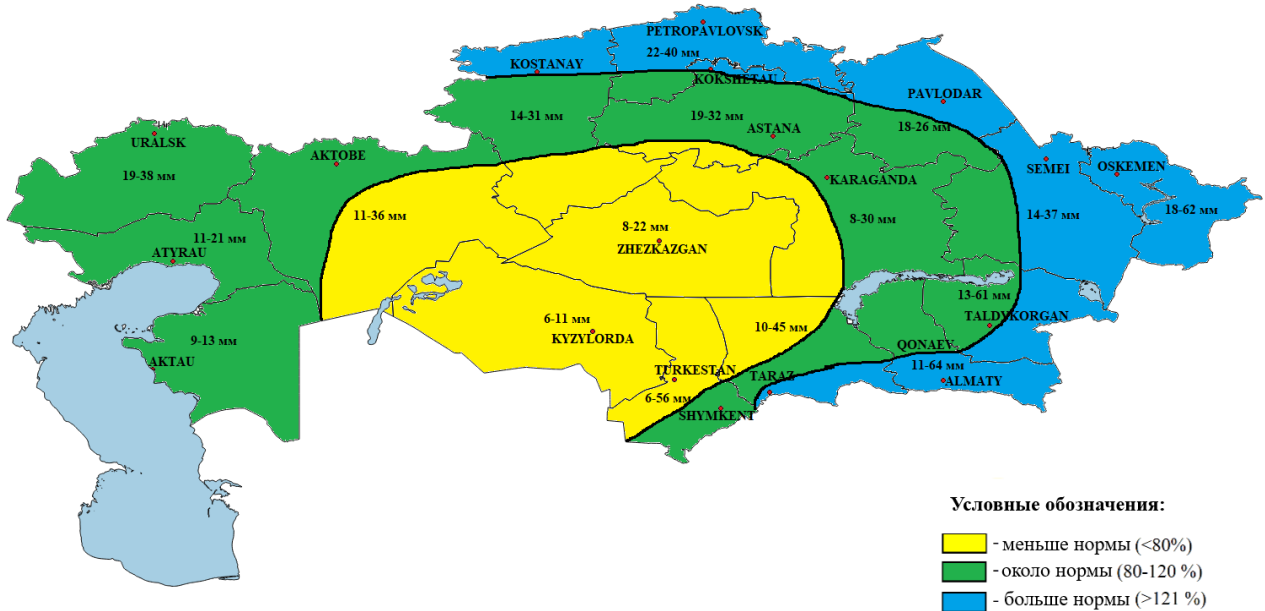 PETROPAVLOVSK
22-40 мм
KOSTANAY
KOKSHETAU
PAVLODAR
14-31 мм
19-32 мм
ASTANA
18-26 мм
URALSK
AKTOBE
19-38 мм
KARAGANDA
SEMEI
OSKEMEN
11-36 мм
8-22 мм
8-30 мм
14-37 мм
18-62 мм
11-21 мм
ATYRAU
ZHEZKAZGAN
13-61 мм
9-13 мм
6-11 мм
KYZYLORDA
10-45 мм
TALDYKORGAN
QONAEV
AKTAU
TURKESTAN
TARAZ
11-64 мм
ALMATY
6-56 мм
SHYMKENT
Условные обозначения:
- меньше нормы (<80%)
- около нормы (80-120 %)
- больше нормы (>121 %)